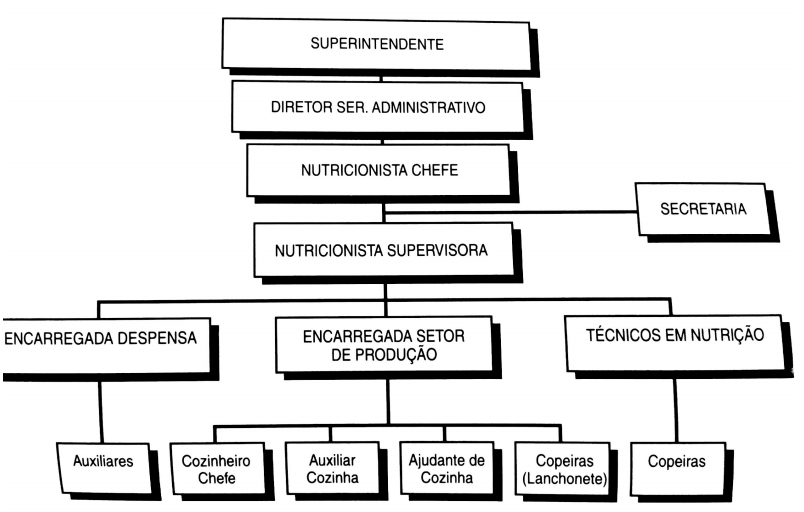 SUPERINTENDENTE
DIRETOR SER. ADMINISTRATIVO
NUTRICIONISTA CHEFE
SECRETARIA
NUTRICIONISTA SUPERVISORA
ENCARREGADA DESPENSA
ENCARREGADA SETOR
DE PRODUÇÃO
TÉCNICOS EM NUTRIÇÃO
Auxiliares
Cozinheiro
Chefe
Auxiliar
Cozinha
Ajudante de
Cozinha
Copeiras
(Lanchonete)
Copeiras